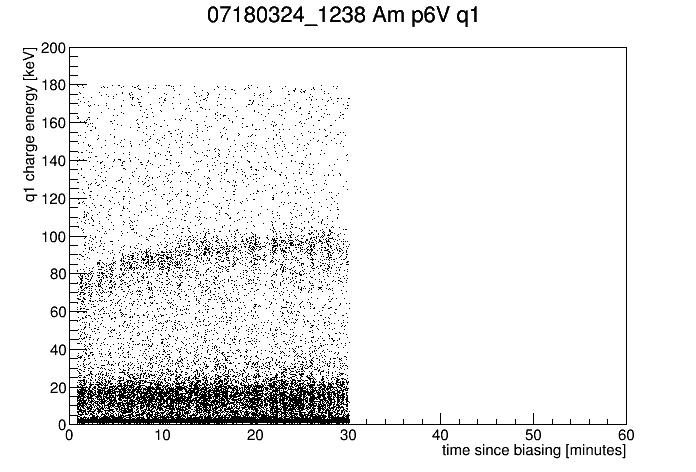 07180324_1238 Am p6V q1
q1 charge energy [keV]
200
180
160
140
120
100
80
60
40
20
0
0 10 20 30 40 50 60
time since biasing [minutes]